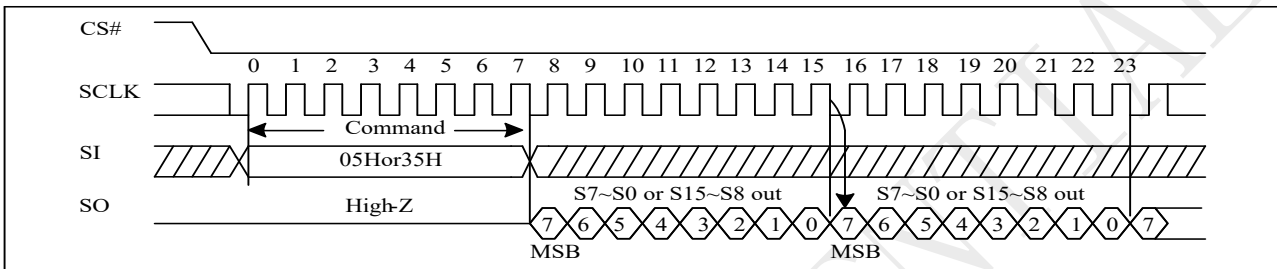 CS#
0 1 2 3 4 5 6 7 8 9 10 11 12 13 14 15 16 17 18 19 20 21 22 23
SCLK
Command
SI
05Hor35H
S7~S0 or S15~S8 out S7~S0 or S15~S8 out
SO
High-Z
7 6 5 4 3 2 1 0 7 6 5 4 3 2 1 0 7
MSB MSB